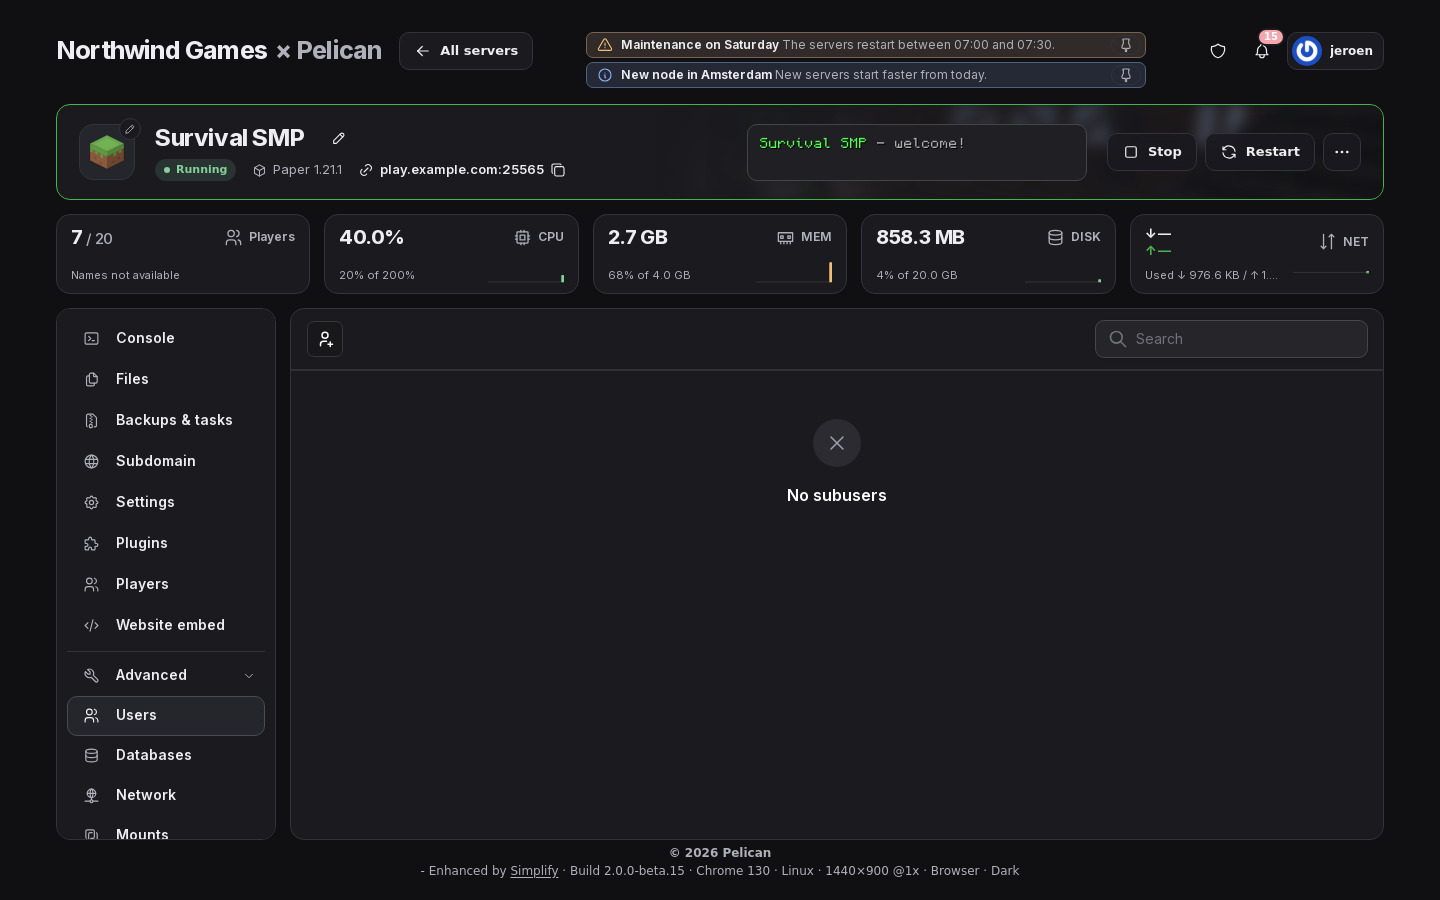 Northwind Games × Pelican
All servers
Maintenance on Saturday The servers restart between 07:00 and 07:30.
New node in Amsterdam New servers start faster from today.
15
jeroen
Survival SMP
Running
Paper 1.21.1
play.example.com:25565
Survival SMP - welcome!
Stop
Restart
7 / 20
Players
Names not available
40.0%
CPU
20% of 200%
2.7 GB
MEM
68% of 4.0 GB
858.3 MB
DISK
4% of 20.0 GB
↓—
↑—
NET
Used ↓ 976.6 KB / ↑ 1....
Console
Files
Backups & tasks
Subdomain
Settings
Plugins
Players
Website embed
Advanced
Users
Databases
Network
Mounts
Search
No subusers
© 2026 Pelican
- Enhanced by Simplify · Build 2.0.0-beta.15 · Chrome 130 · Linux · 1440×900 @1x · Browser · Dark